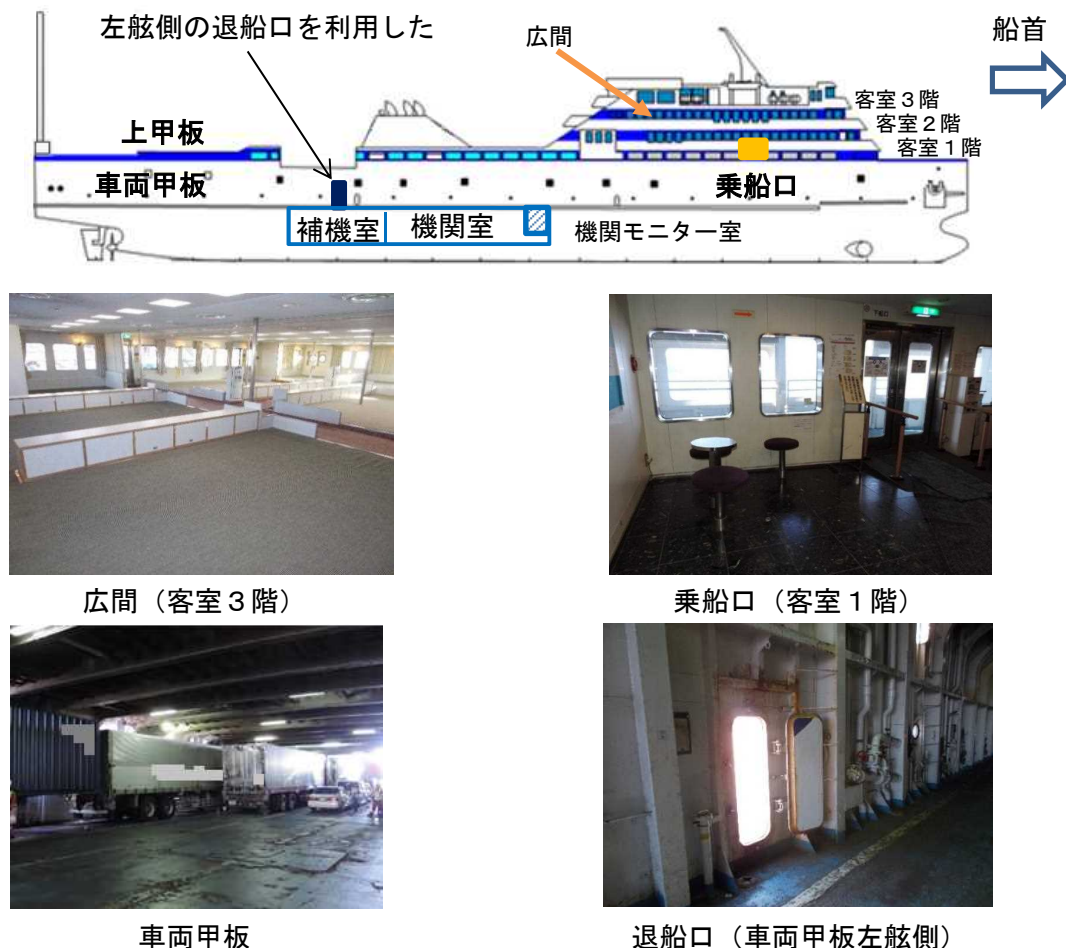 左舷側の退船口を利用した
広間
船首
客室３階
客室２階
客室１階
上甲板
車両甲板
乗船口
補機室
機関室
機関モニター室
広間（客室３階）
乗船口（客室１階）
車両甲板
退船口（車両甲板左舷側）